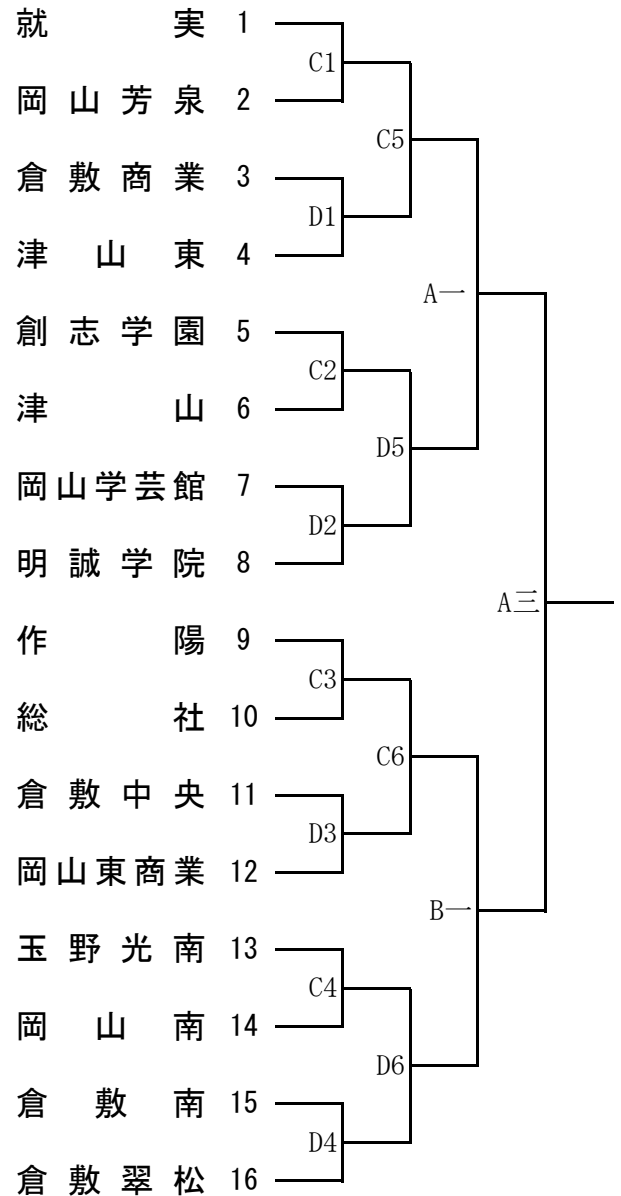 就実 1
C1
岡山芳泉 2
C5
倉敷商業 3
D1
津山東 4
A一
創志学園 5
C2
津山 6
D5
岡山学芸館 7
D2
明誠学院 8
A三
作陽 9
C3
総社 10
C6
倉敷中央 11
D3
岡山東商業 12
B一
玉野光南 13
C4
岡山南 14
D6
倉敷南 15
D4
倉敷翠松 16